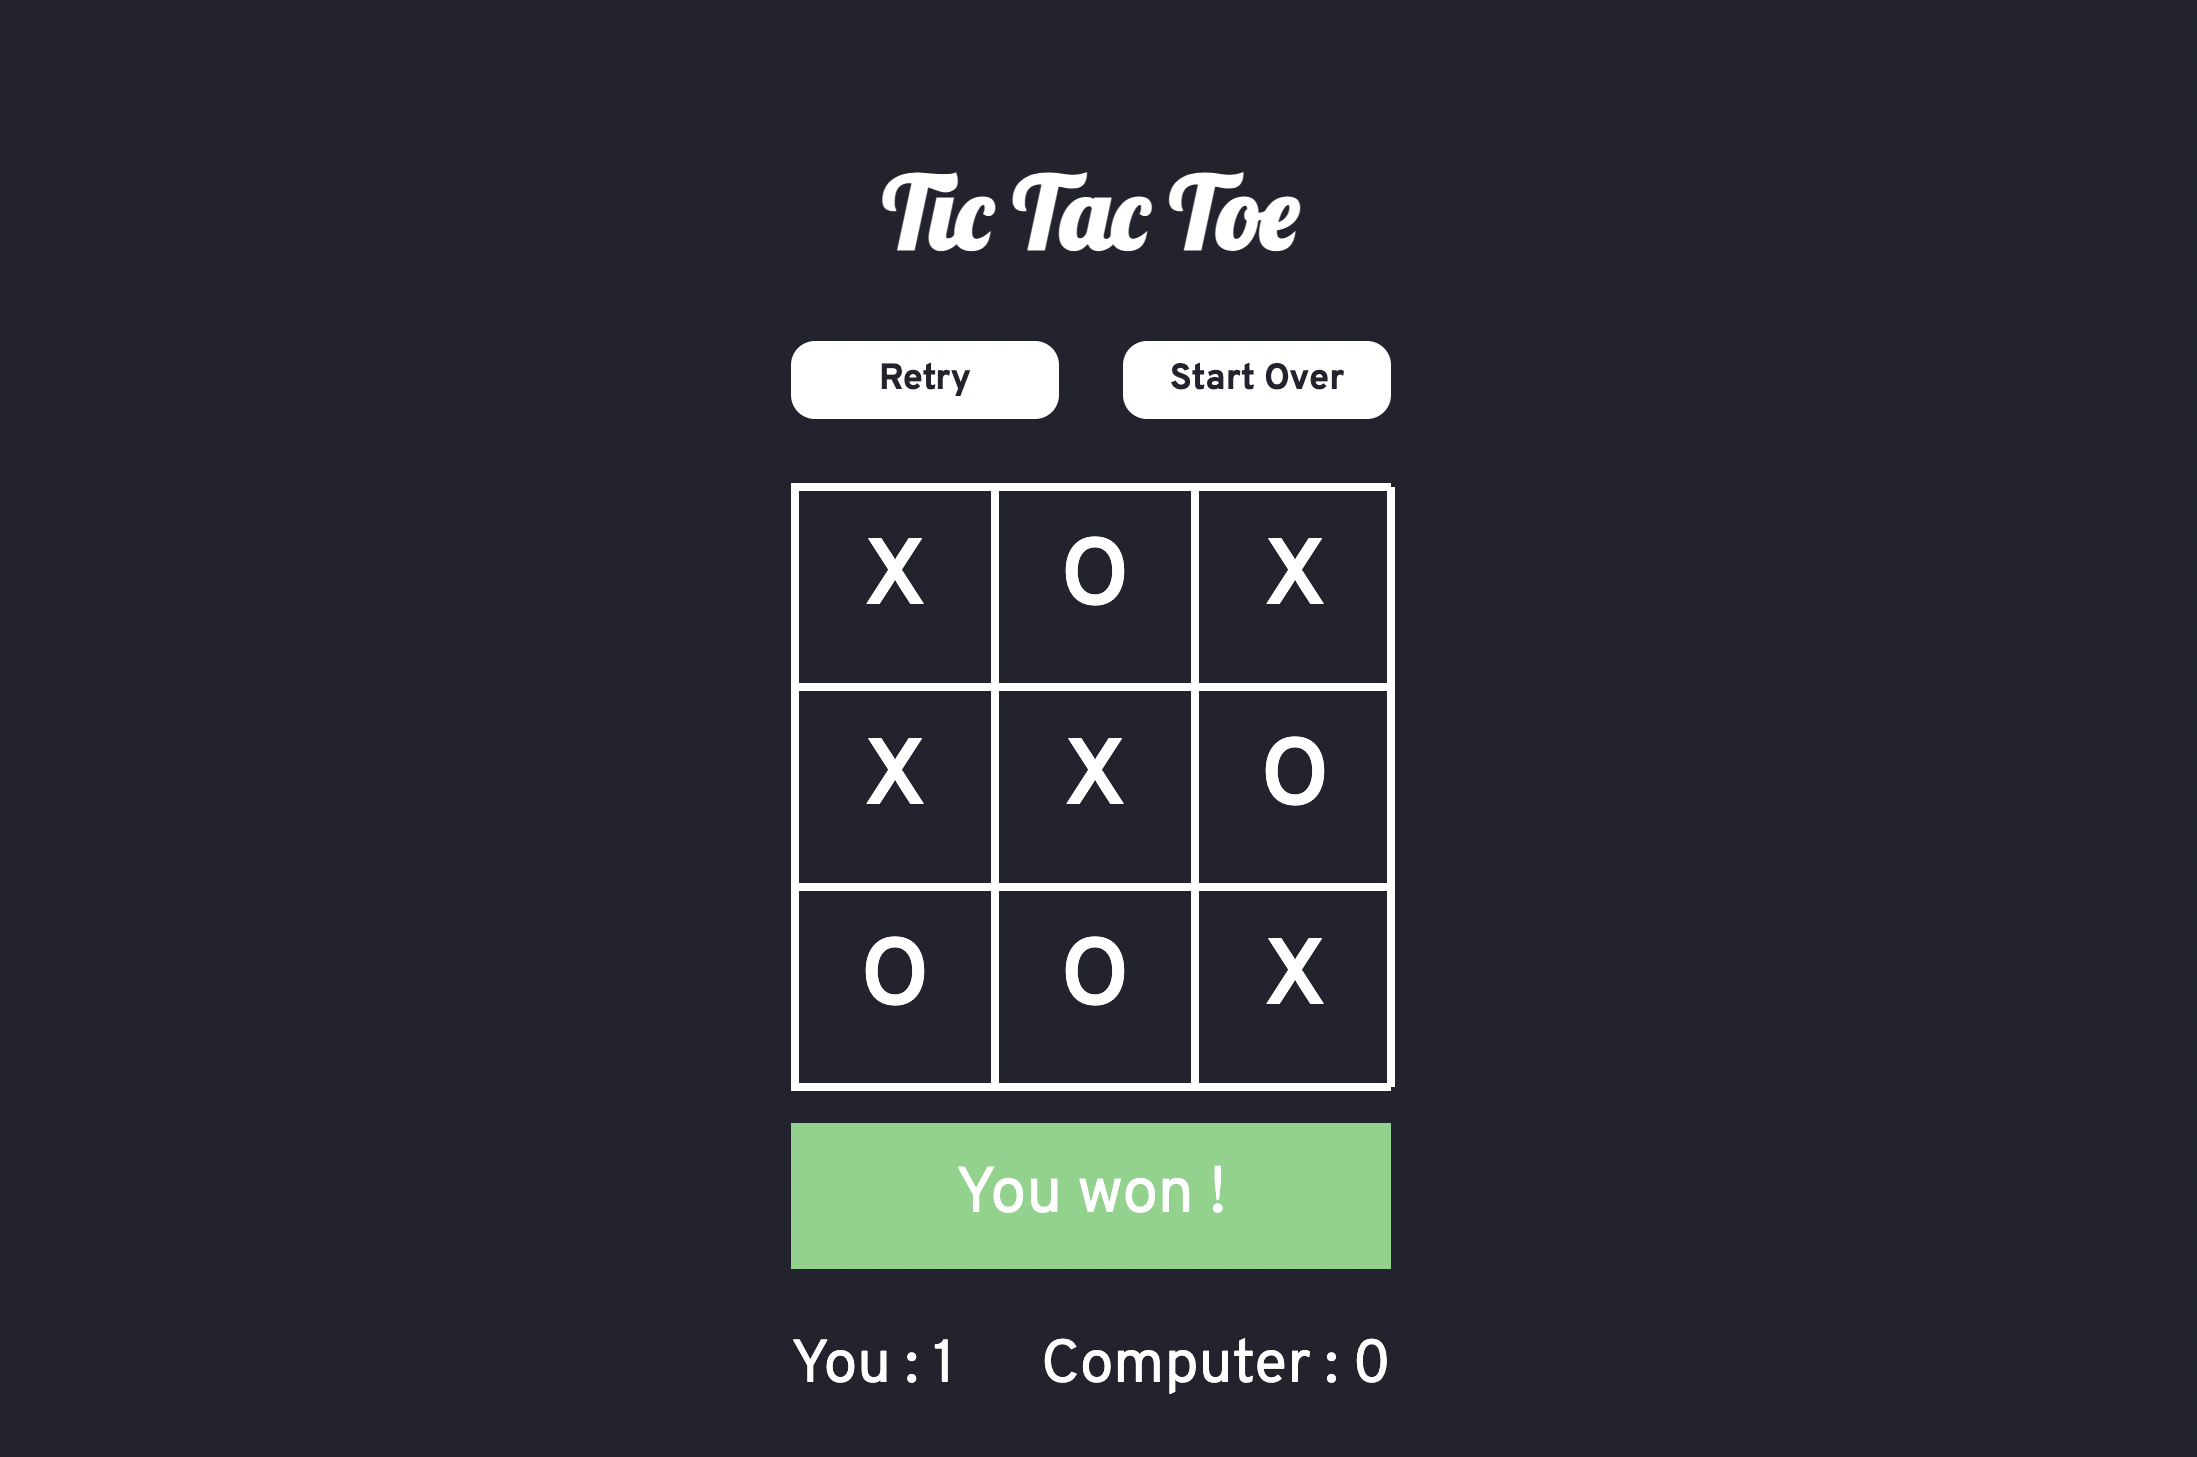 Tic Tac Toe
Retry Start Over
X O X
X X O
O O X
You won !
You : 1 Computer : 0